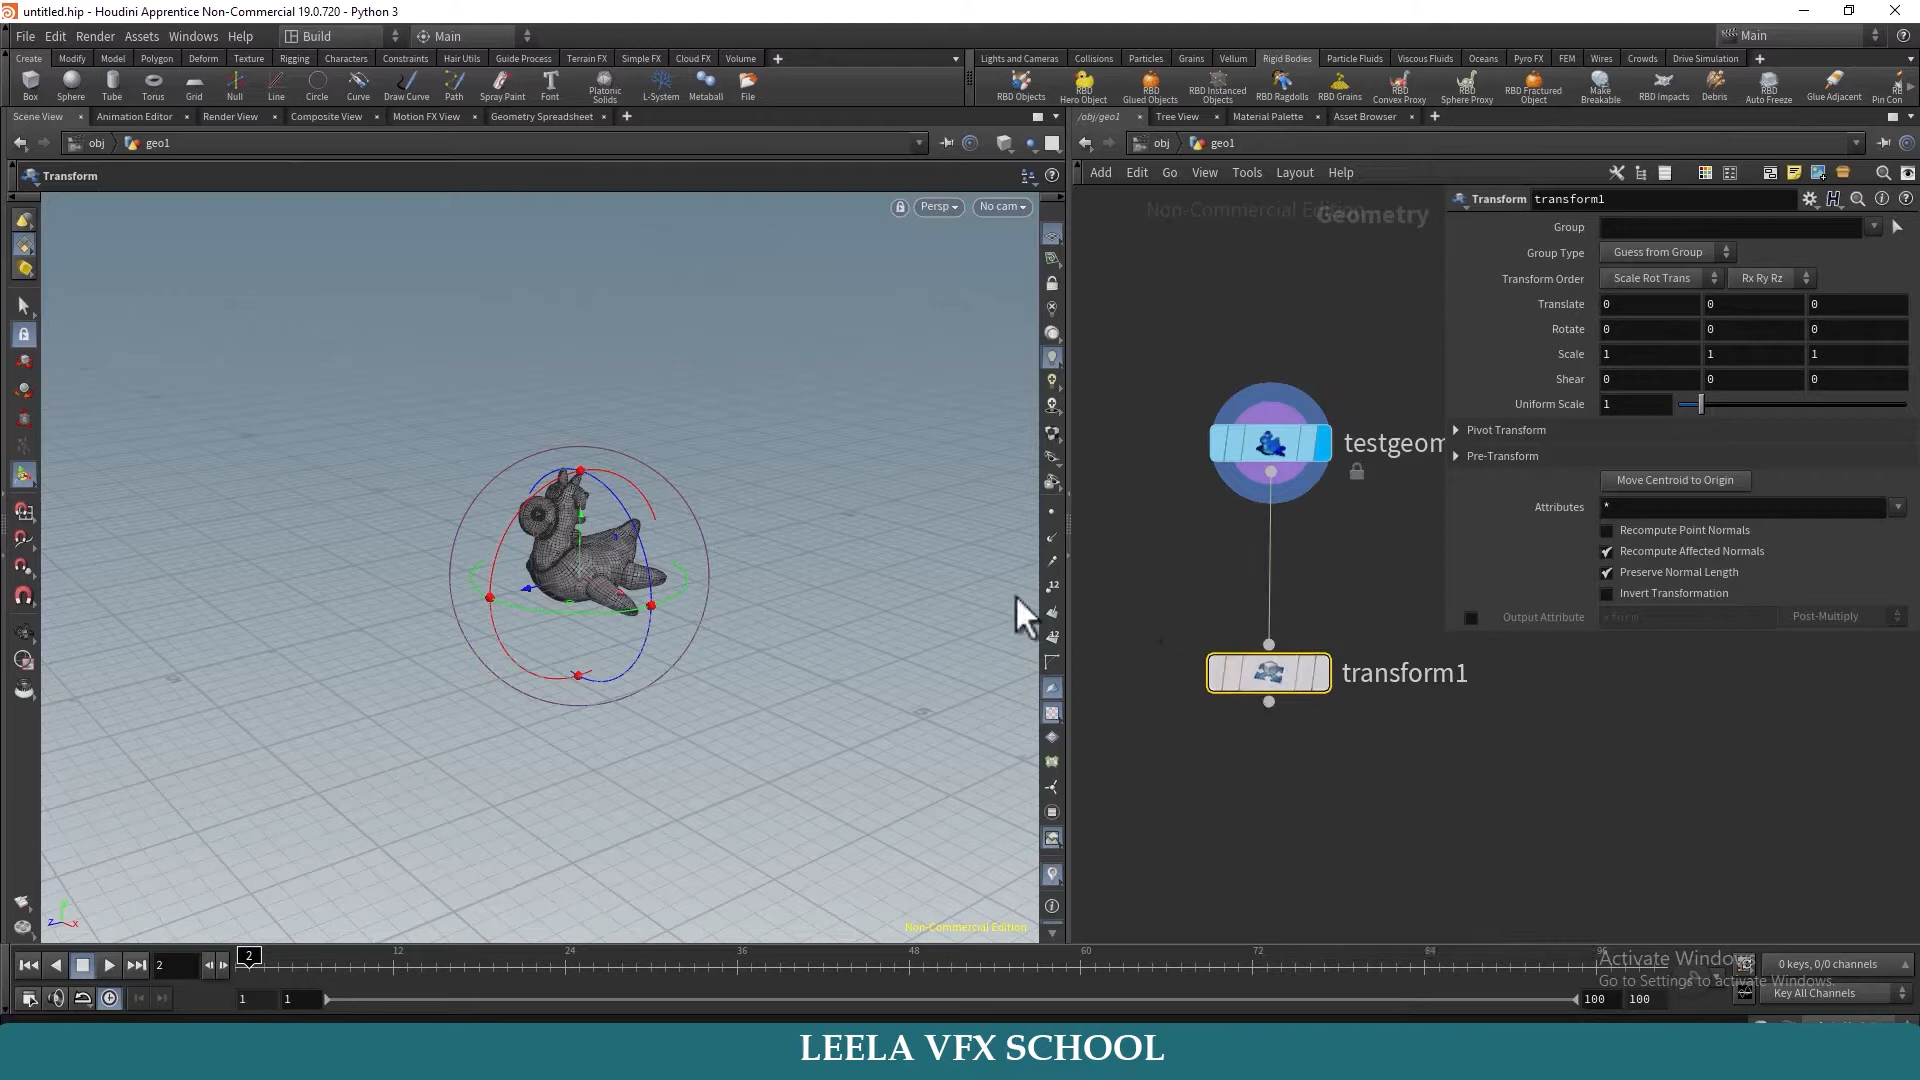 untitled.hip - Houdini Apprentice Non-Commercial 19.0.720 - Python 3
File Edit Render Assets Windows Help Build Main Main
Create Modify Model Polygon Deform Texture Rigging Characters Constraints Hair Utils Guide Process Terrain FX Simple FX Cloud FX Volume
Lights and Cameras Collisions Particles Grains Vellum Rigid Bodies Particle Fluids Viscous Fluids Oceans Pyro FX FEM Wires Crowds Drive Simulation
Box Sphere Tube Torus Grid Null Line Circle Curve Draw Curve Path Spray Paint Font Platonic Solids L-System Metaball File
RBD Objects RBD Hero Object RBD Glued Objects RBD Instanced Objects RBD Ragdolls RBD Grains RBD Convex Proxy RBD Sphere Proxy RBD Fractured Object Make Breakable RBD Impacts Debris RBD Auto Freeze Glue Adjacent Pin Con
Scene View Animation Editor Render View Composite View Motion FX View Geometry Spreadsheet
/obj/geo1 Tree View Material Palette Asset Browser
obj geo1
obj geo1
Transform
Add Edit Go View Tools Layout Help
Persp No cam
Non-Commercial Edition
Geometry
Transform transform1
Group
Group Type Guess from Group
Transform Order Scale Rot Trans Rx Ry Rz
Translate 0 0 0
Rotate 0 0 0
Scale 1 1 1
Shear 0 0 0
Uniform Scale 1
Pivot Transform
Pre-Transform
Move Centroid to Origin
Attributes *
Recompute Point Normals
Recompute Affected Normals
Preserve Normal Length
Invert Transformation
Output Attribute xform Post-Multiply
testgeom
transform1
12
12
z x
Non-Commercial Edition
2 2 12 24 36 48 60 72 84 96
1 1 100 100
0 keys, 0/0 channels
Key All Channels
Activate Windows
Go to Settings to activate Windows.
LEELA VFX SCHOOL